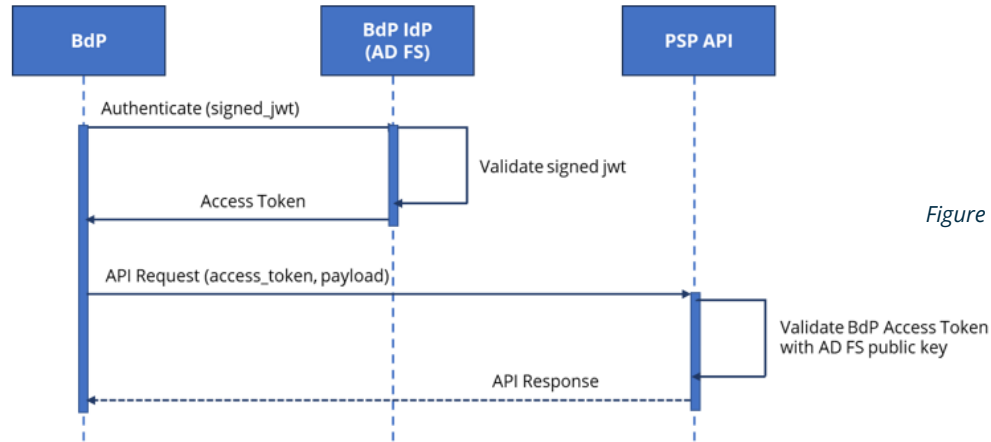 BdP
BdP IdP
(AD FS)
PSP API
Authenticate (signed_jwt)
Validate signed jwt
Access Token
Figure
API Request (access_token, payload)
Validate BdP Access Token
with AD FS public key
API Response